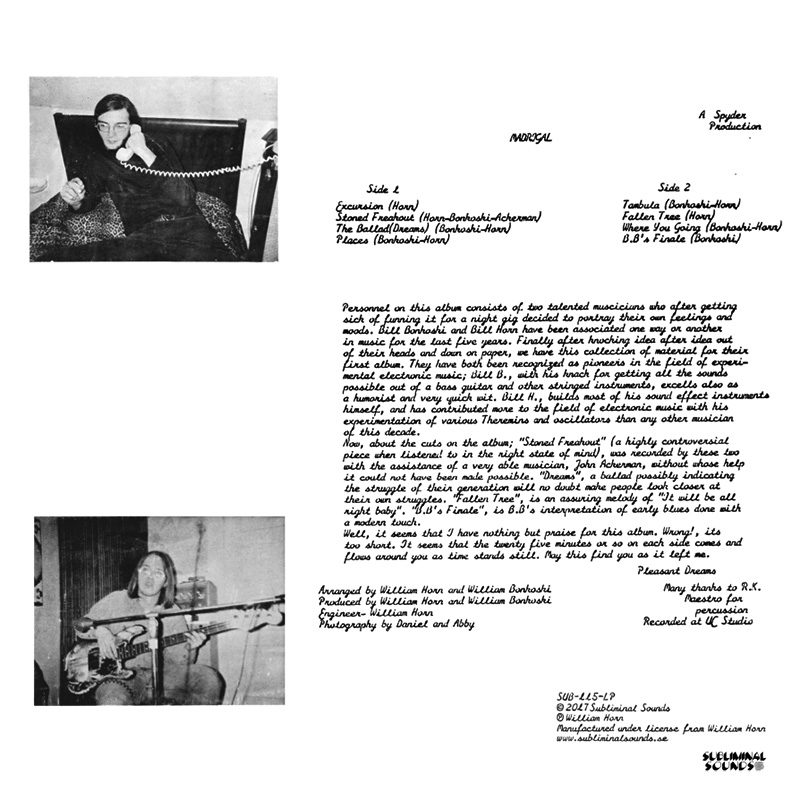 A Spyder
Production
MADRIGAL
Side 1
Excursion (Horn)
Stoned Freakout (Horn-Bonkoski-Ackerman)
The Ballad(Dreams) (Bonkoski-Horn)
Places (Bonkoski-Horn)
Side 2
Tambula (Bonkoski-Horn)
Fallen Tree (Horn)
Where You Going (Bonkoski-Horn)
B.B's Finale (Bonkoski)
Personnel on this album consists of two talented musciciuns who after getting
sick of funning it for a night gig decided to portray their own feelings and
moods. Bill Bonkoski and Bill Horn have been associated one way or another
in music for the last five years. Finally after knocking idea after idea out
of their heads and down on paper, we have this collection of material for their
first album. They have both been recognized as pioneers in the field of experi-
mental electronic music; Bill B., with his knack for getting all the sounds
possible out of a bass guitar and other stringed instruments, excells also as
a humorist and very quick wit. Bill H., builds most of his sound effect instruments
himself, and has contributed more to the field of electronic music with his
experimentation of various Theremins and oscillators than any other musician
of this decade.
Now, about the cuts on the album; "Stoned Freakout" (a highly controversial
piece when listened to in the right state of mind), was recorded by these two
with the assistance of a very able musician, John Ackerman, without whose help
it could not have been made possible. "Dreams", a ballad possibly indicating
the struggle of their generation will no doubt make people look closer at
their own struggles. "Fallen Tree", is an assuring melody of "It will be all
right baby". "B.B's Finale", is B.B's interpretation of early blues done with
a modern touch.
Well, it seems that I have nothing but praise for this album. Wrong!, its
too short. It seems that the twenty five minutes or so on each side comes and
flows around you as time stands still. May this find you as it left me.
Pleasant Dreams
Arranged by William Horn and William Bonkoski
Produced by William Horn and William Bonkoski
Engineer- William Horn
Photography by Daniel and Abby
Many thanks to R.K.
Maestro for
percussion
Recorded at UC Studio
SUB-115-LP
© 2017 Subliminal Sounds
℗ William Horn
Manufactured under license from William Horn
www.subliminalsounds.se
SUBLIMINAL
SOUNDS